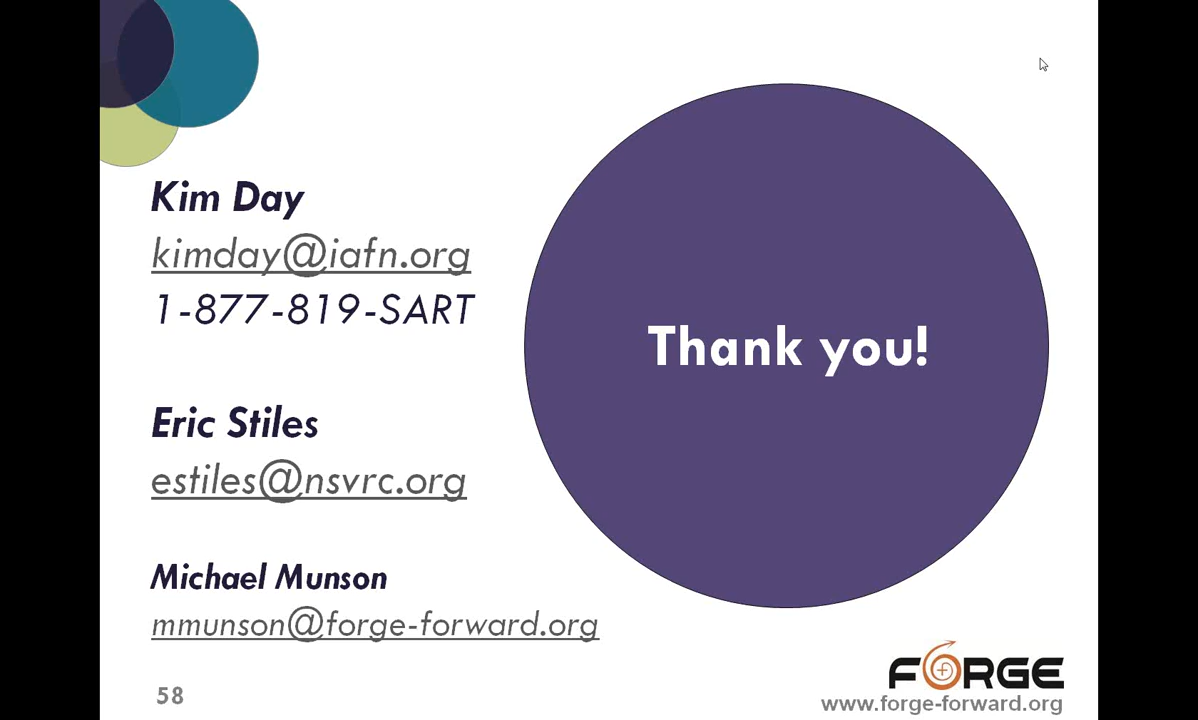 Kim Day
kimday@iafn.org
1-877-819-SART
Eric Stiles
estiles@nsvrc.org
Michael Munson
mmunson@forge-forward.org
Thank you!
58
FORGE
www.forge-forward.org